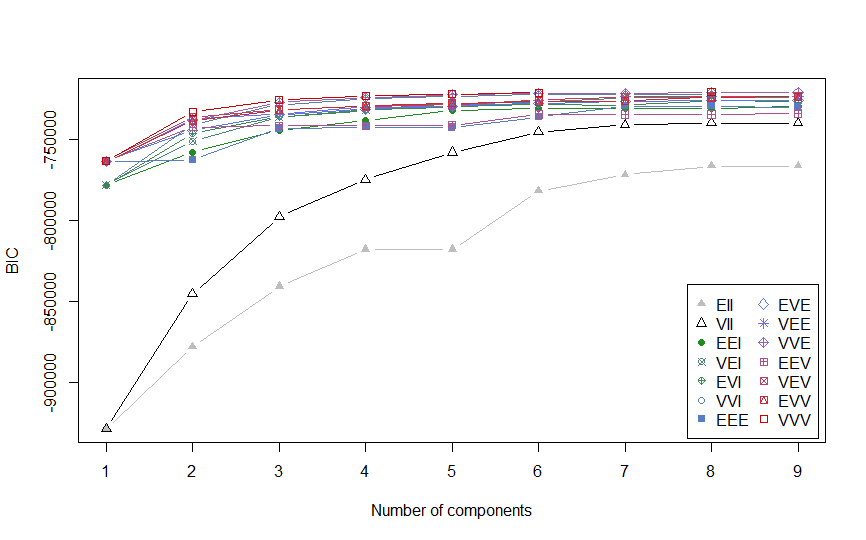 BIC
-750000
-800000
-850000
-900000
EII
EVE
VII
VEE
EEI
VVE
VEI
EEV
EVI
VEV
VVI
EVV
EEE
VVV
1 2 3 4 5 6 7 8 9
Number of components